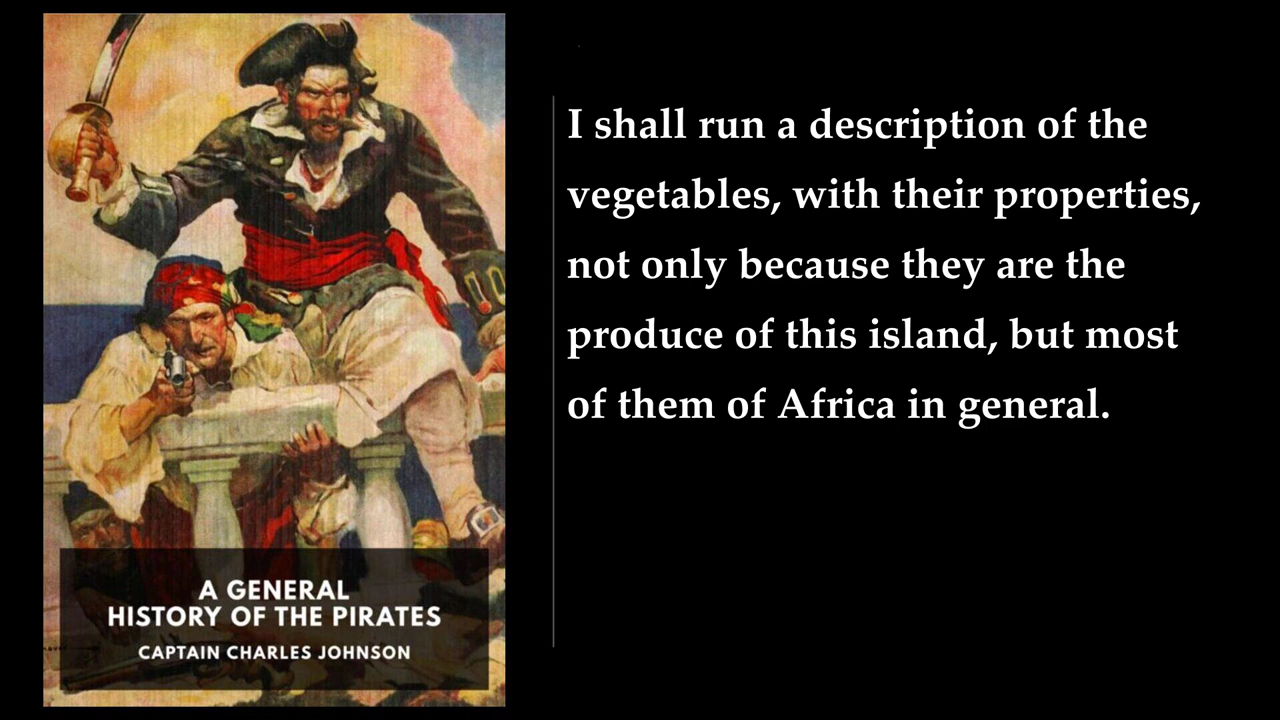 A GENERAL
HISTORY OF THE PIRATES
CAPTAIN CHARLES JOHNSON
I shall run a description of the
vegetables, with their properties,
not only because they are the
produce of this island, but most
of them of Africa in general.